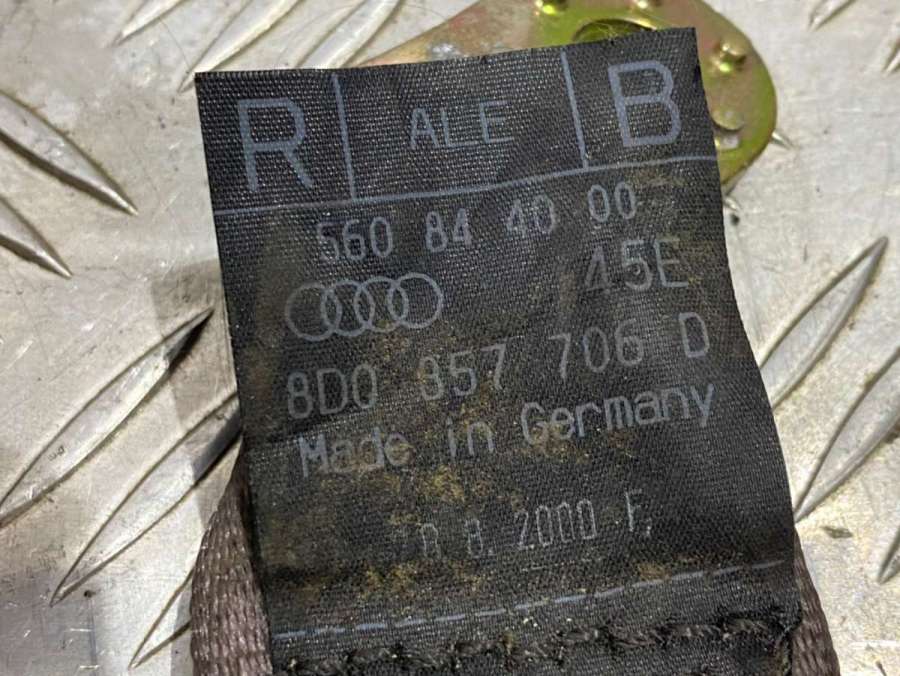 R ALE B
560 84 40 00
45E
8D0 857 706 D
Made in Germany
8. 2000 F.